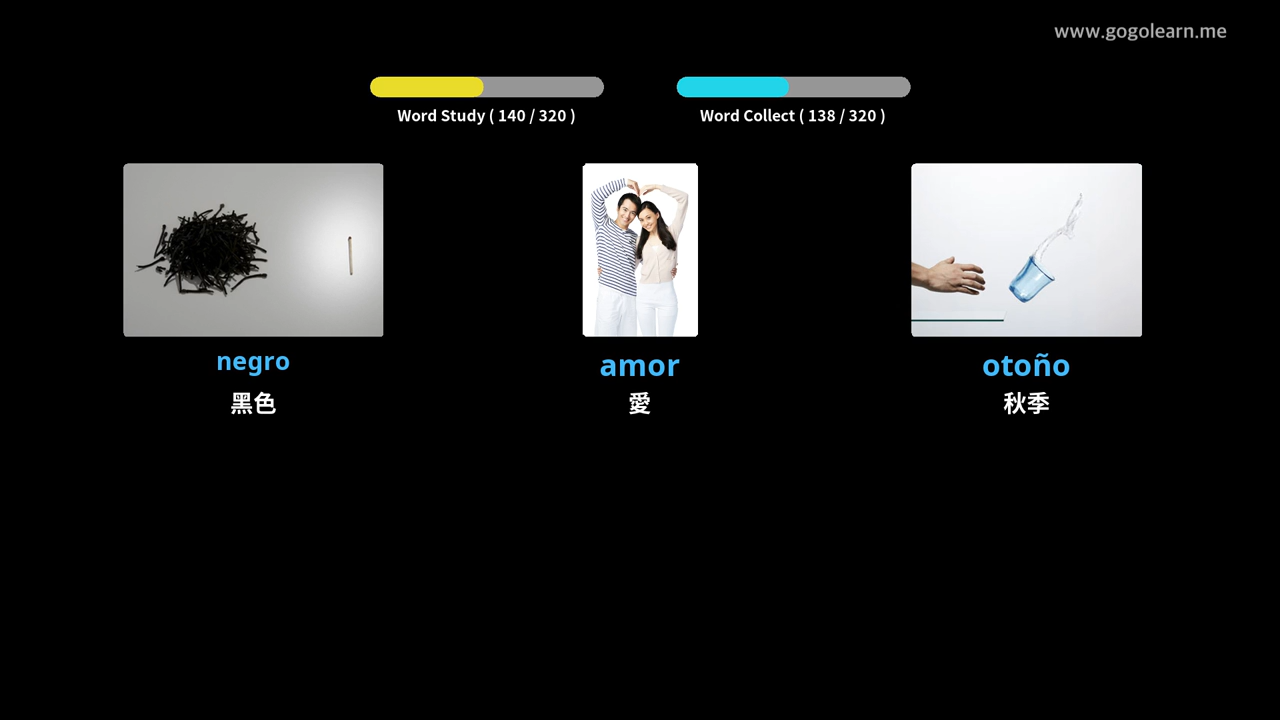 www.gogolearn.me
Word Study ( 140 / 320 )
Word Collect ( 138 / 320 )
negro
黑色
amor
愛
otoño
秋季